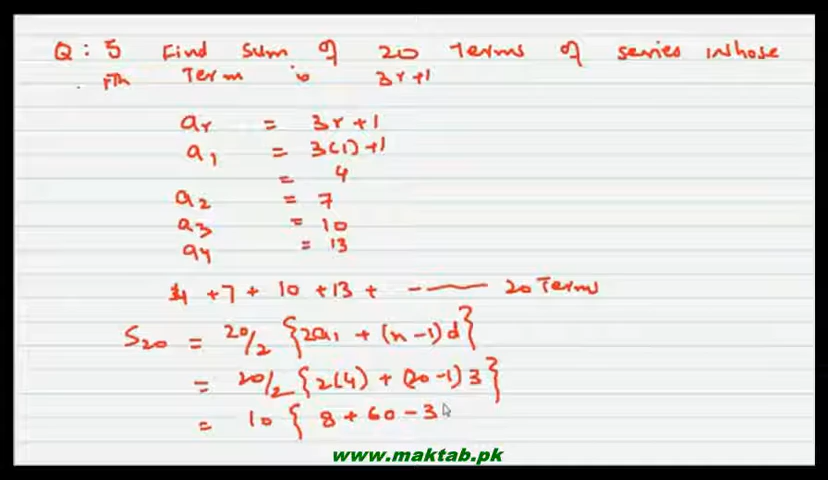 Q : 5 Find Sum of 20 Terms of series whose
rth Term is 3r+1
ar = 3r+1
a1 = 3(1)+1
= 4
a2 = 7
a3 = 10
a4 = 13
4 +7 + 10 +13 + ------- 20 Terms
S20 = 20/2 {2a1 + (n-1)d}
= 20/2 {2(4) + (20-1)3}
= 10 { 8 + 60 - 3
www.maktab.pk